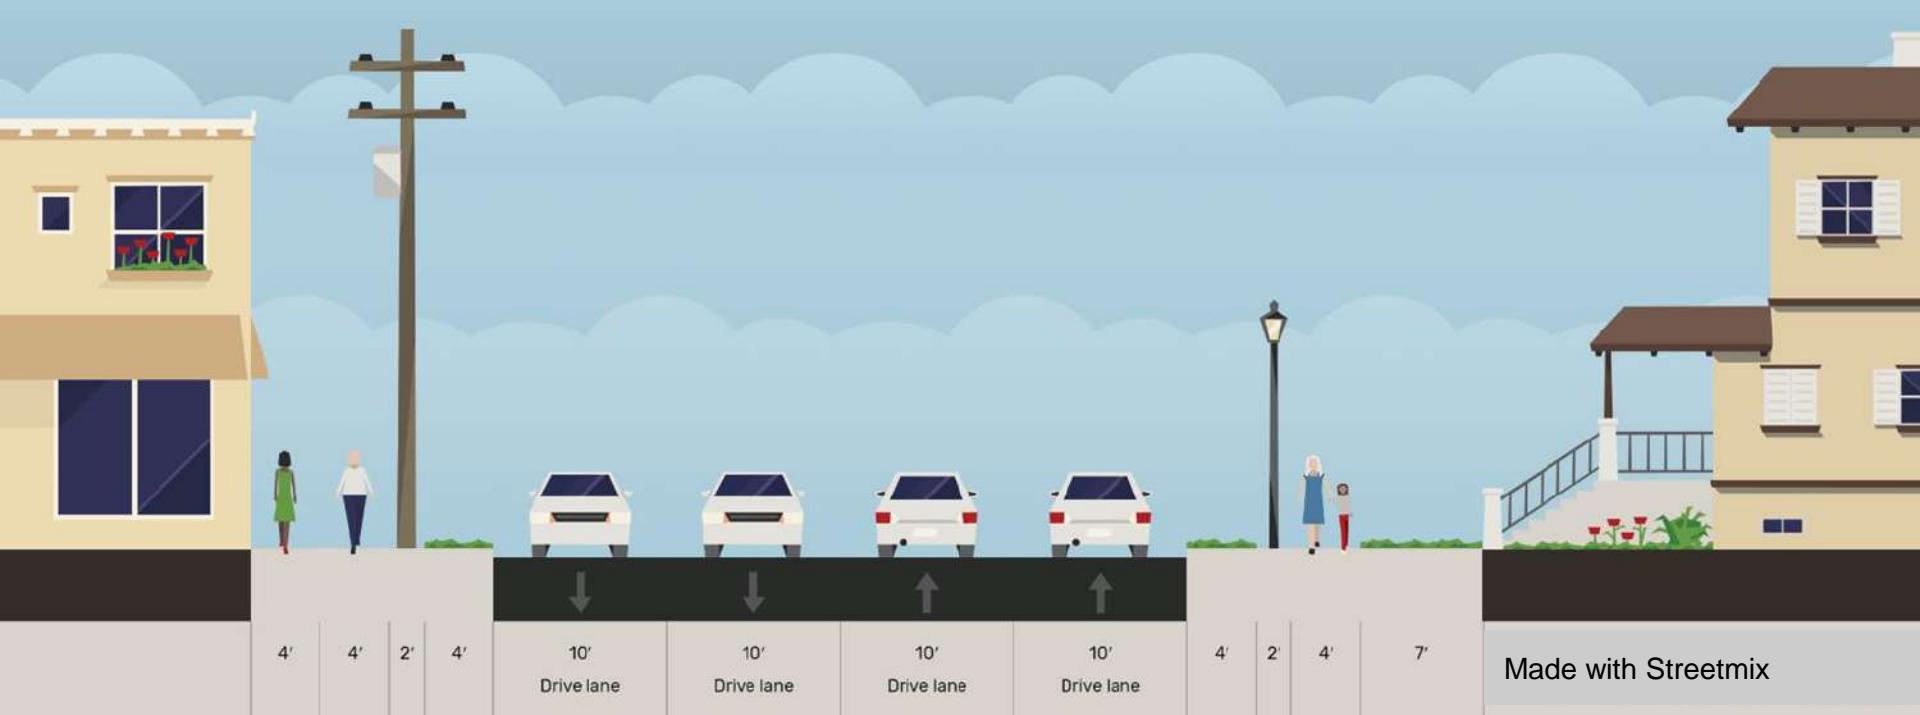 4' 4' 2' 4' 10' 10' 10' 10' 4' 2' 4' 7'
Drive lane Drive lane Drive lane Drive lane
Made with Streetmix